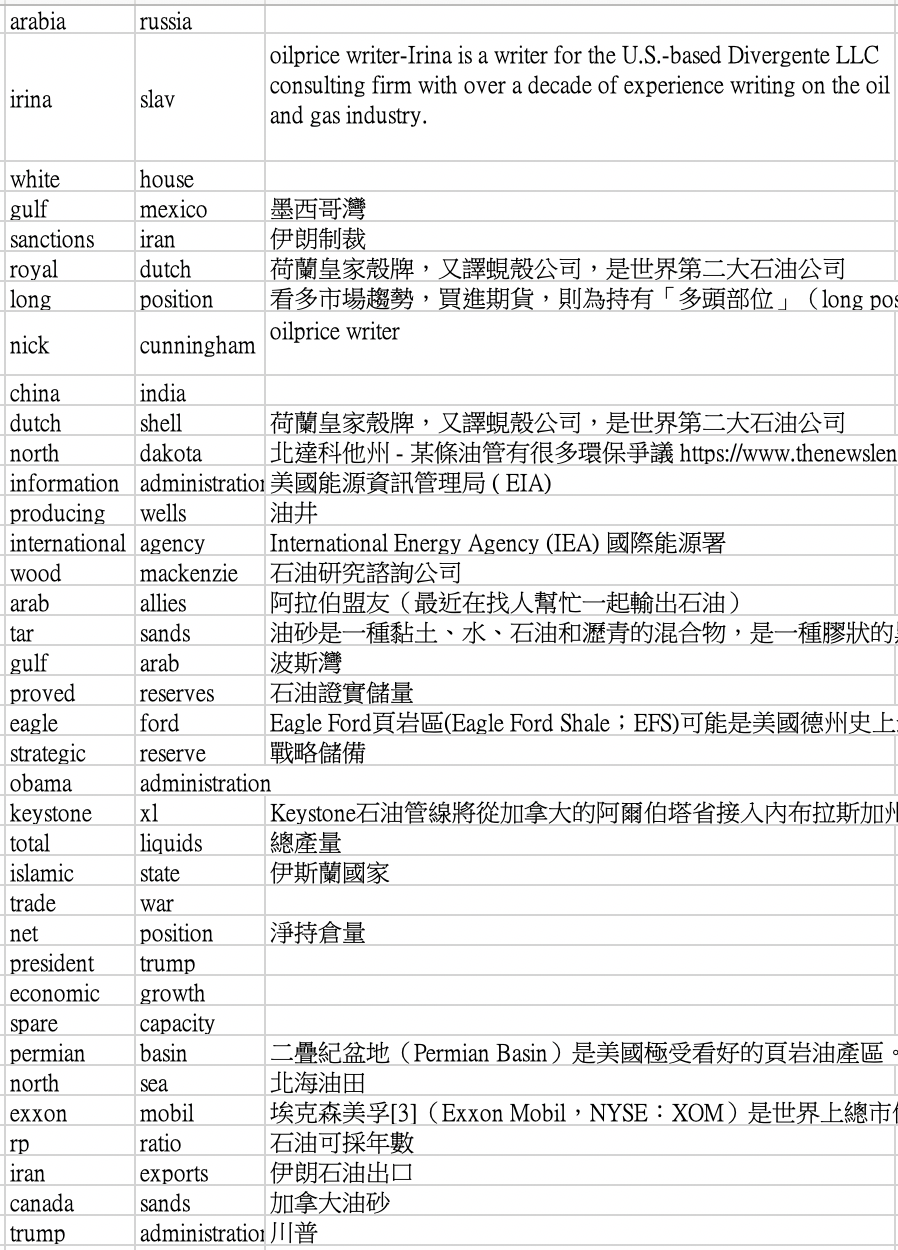 arabia russia
irina slav oilprice writer-Irina is a writer for the U.S.-based Divergente LLC
consulting firm with over a decade of experience writing on the oil
and gas industry.
white house
gulf mexico 墨西哥灣
sanctions iran 伊朗制裁
royal dutch 荷蘭皇家殼牌，又譯蜆殼公司，是世界第二大石油公司
long position 看多市場趨勢，買進期貨，則為持有「多頭部位」（long pos
nick cunningham oilprice writer
china india
dutch shell 荷蘭皇家殼牌，又譯蜆殼公司，是世界第二大石油公司
north dakota 北達科他州 - 某條油管有很多環保爭議 https://www.thenewslen
information administration 美國能源資訊管理局 ( EIA)
producing wells 油井
international agency International Energy Agency (IEA) 國際能源署
wood mackenzie 石油研究諮詢公司
arab allies 阿拉伯盟友（最近在找人幫忙一起輸出石油）
tar sands 油砂是一種黏土、水、石油和瀝青的混合物，是一種膠狀的
gulf arab 波斯灣
proved reserves 石油證實儲量
eagle ford Eagle Ford頁岩區(Eagle Ford Shale；EFS)可能是美國德州史上
strategic reserve 戰略儲備
obama administration
keystone xl Keystone石油管線將從加拿大的阿爾伯塔省接入內布拉斯加州
total liquids 總產量
islamic state 伊斯蘭國家
trade war
net position 淨持倉量
president trump
economic growth
spare capacity
permian basin 二疊紀盆地（Permian Basin）是美國極受看好的頁岩油產區。
north sea 北海油田
exxon mobil 埃克森美孚[3]（Exxon Mobil，NYSE：XOM）是世界上總市
rp ratio 石油可採年數
iran exports 伊朗石油出口
canada sands 加拿大油砂
trump administration 川普